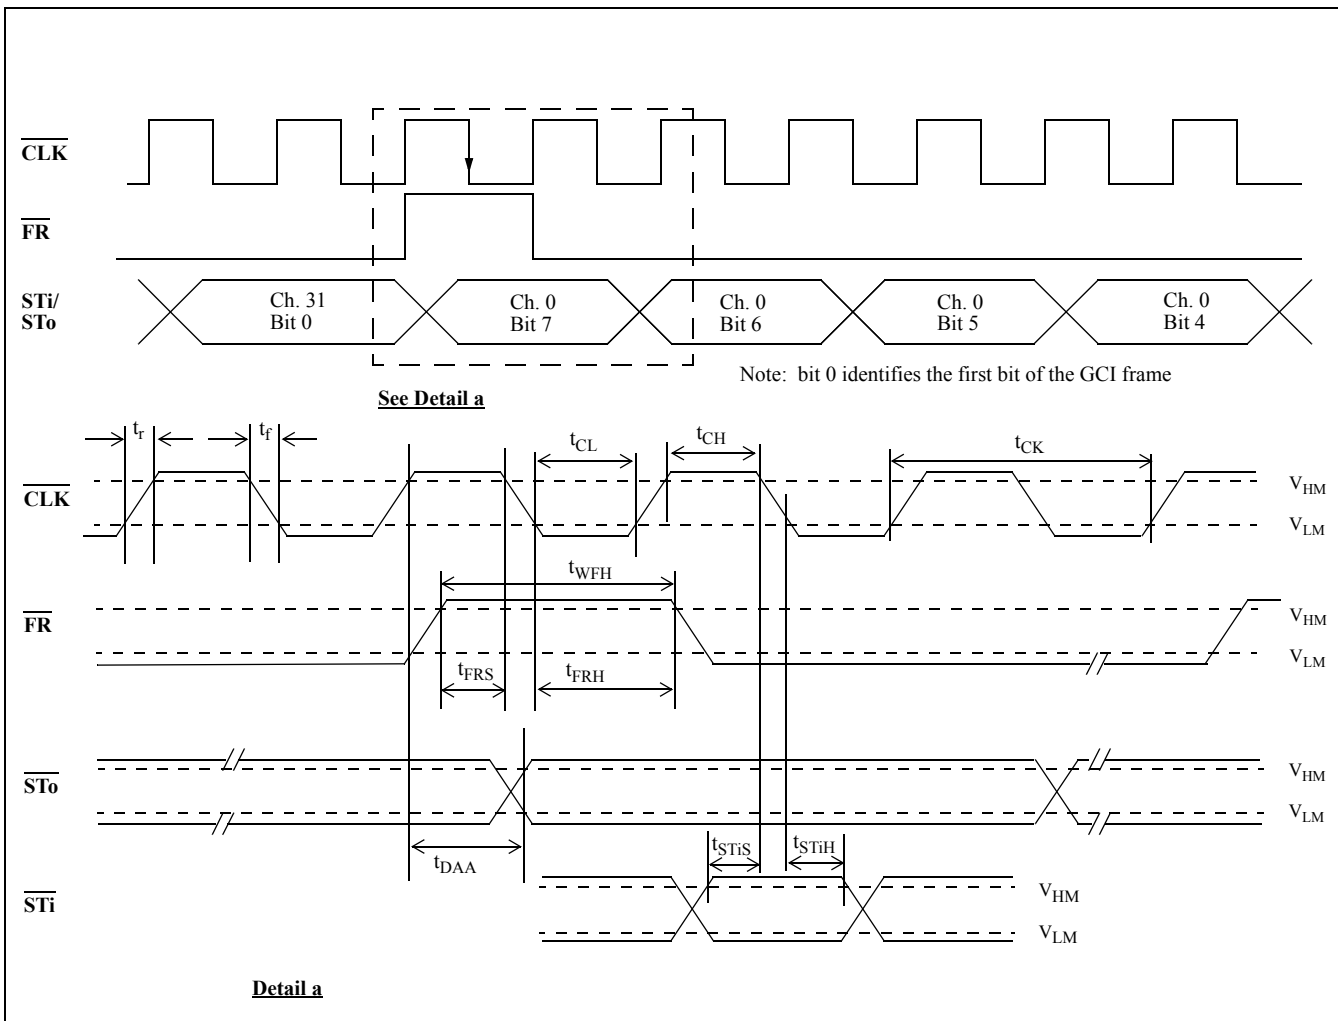 CLK
FR
STi/
STo
Ch. 31
Bit 0
Ch. 0
Bit 7
Ch. 0
Bit 6
Ch. 0
Bit 5
Ch. 0
Bit 4
Note: bit 0 identifies the first bit of the GCI frame
See Detail a
tr
tf
tCL
tCH
tCK
CLK
VHM
VLM
tWFH
FR
VHM
VLM
tFRS
tFRH
STo
VHM
VLM
tDAA
tSTiS
tSTiH
STi
VHM
VLM
Detail a